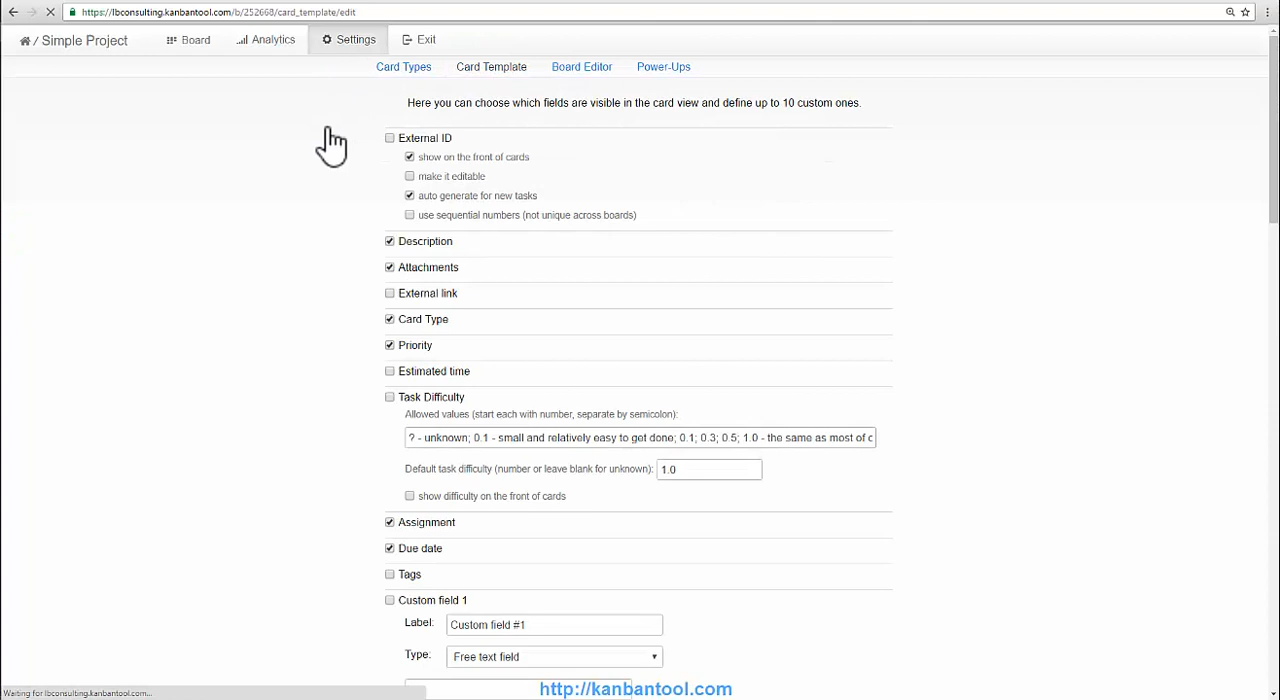 https://lbconsulting.kanbantool.com/b/252668/card_template/edit
/ Simple Project Board Analytics Settings Exit
Card Types Card Template Board Editor Power-Ups
Here you can choose which fields are visible in the card view and define up to 10 custom ones.
External ID
show on the front of cards
make it editable
auto generate for new tasks
use sequential numbers (not unique across boards)
Description
Attachments
External link
Card Type
Priority
Estimated time
Task Difficulty
Allowed values (start each with number, separate by semicolon):
? - unknown; 0.1 - small and relatively easy to get done; 0.1; 0.3; 0.5; 1.0 - the same as most of c
Default task difficulty (number or leave blank for unknown): 1.0
show difficulty on the front of cards
Assignment
Due date
Tags
Custom field 1
Label: Custom field #1
Type: Free text field
Waiting for lbconsulting.kanbantool.com...
http://kanbantool.com